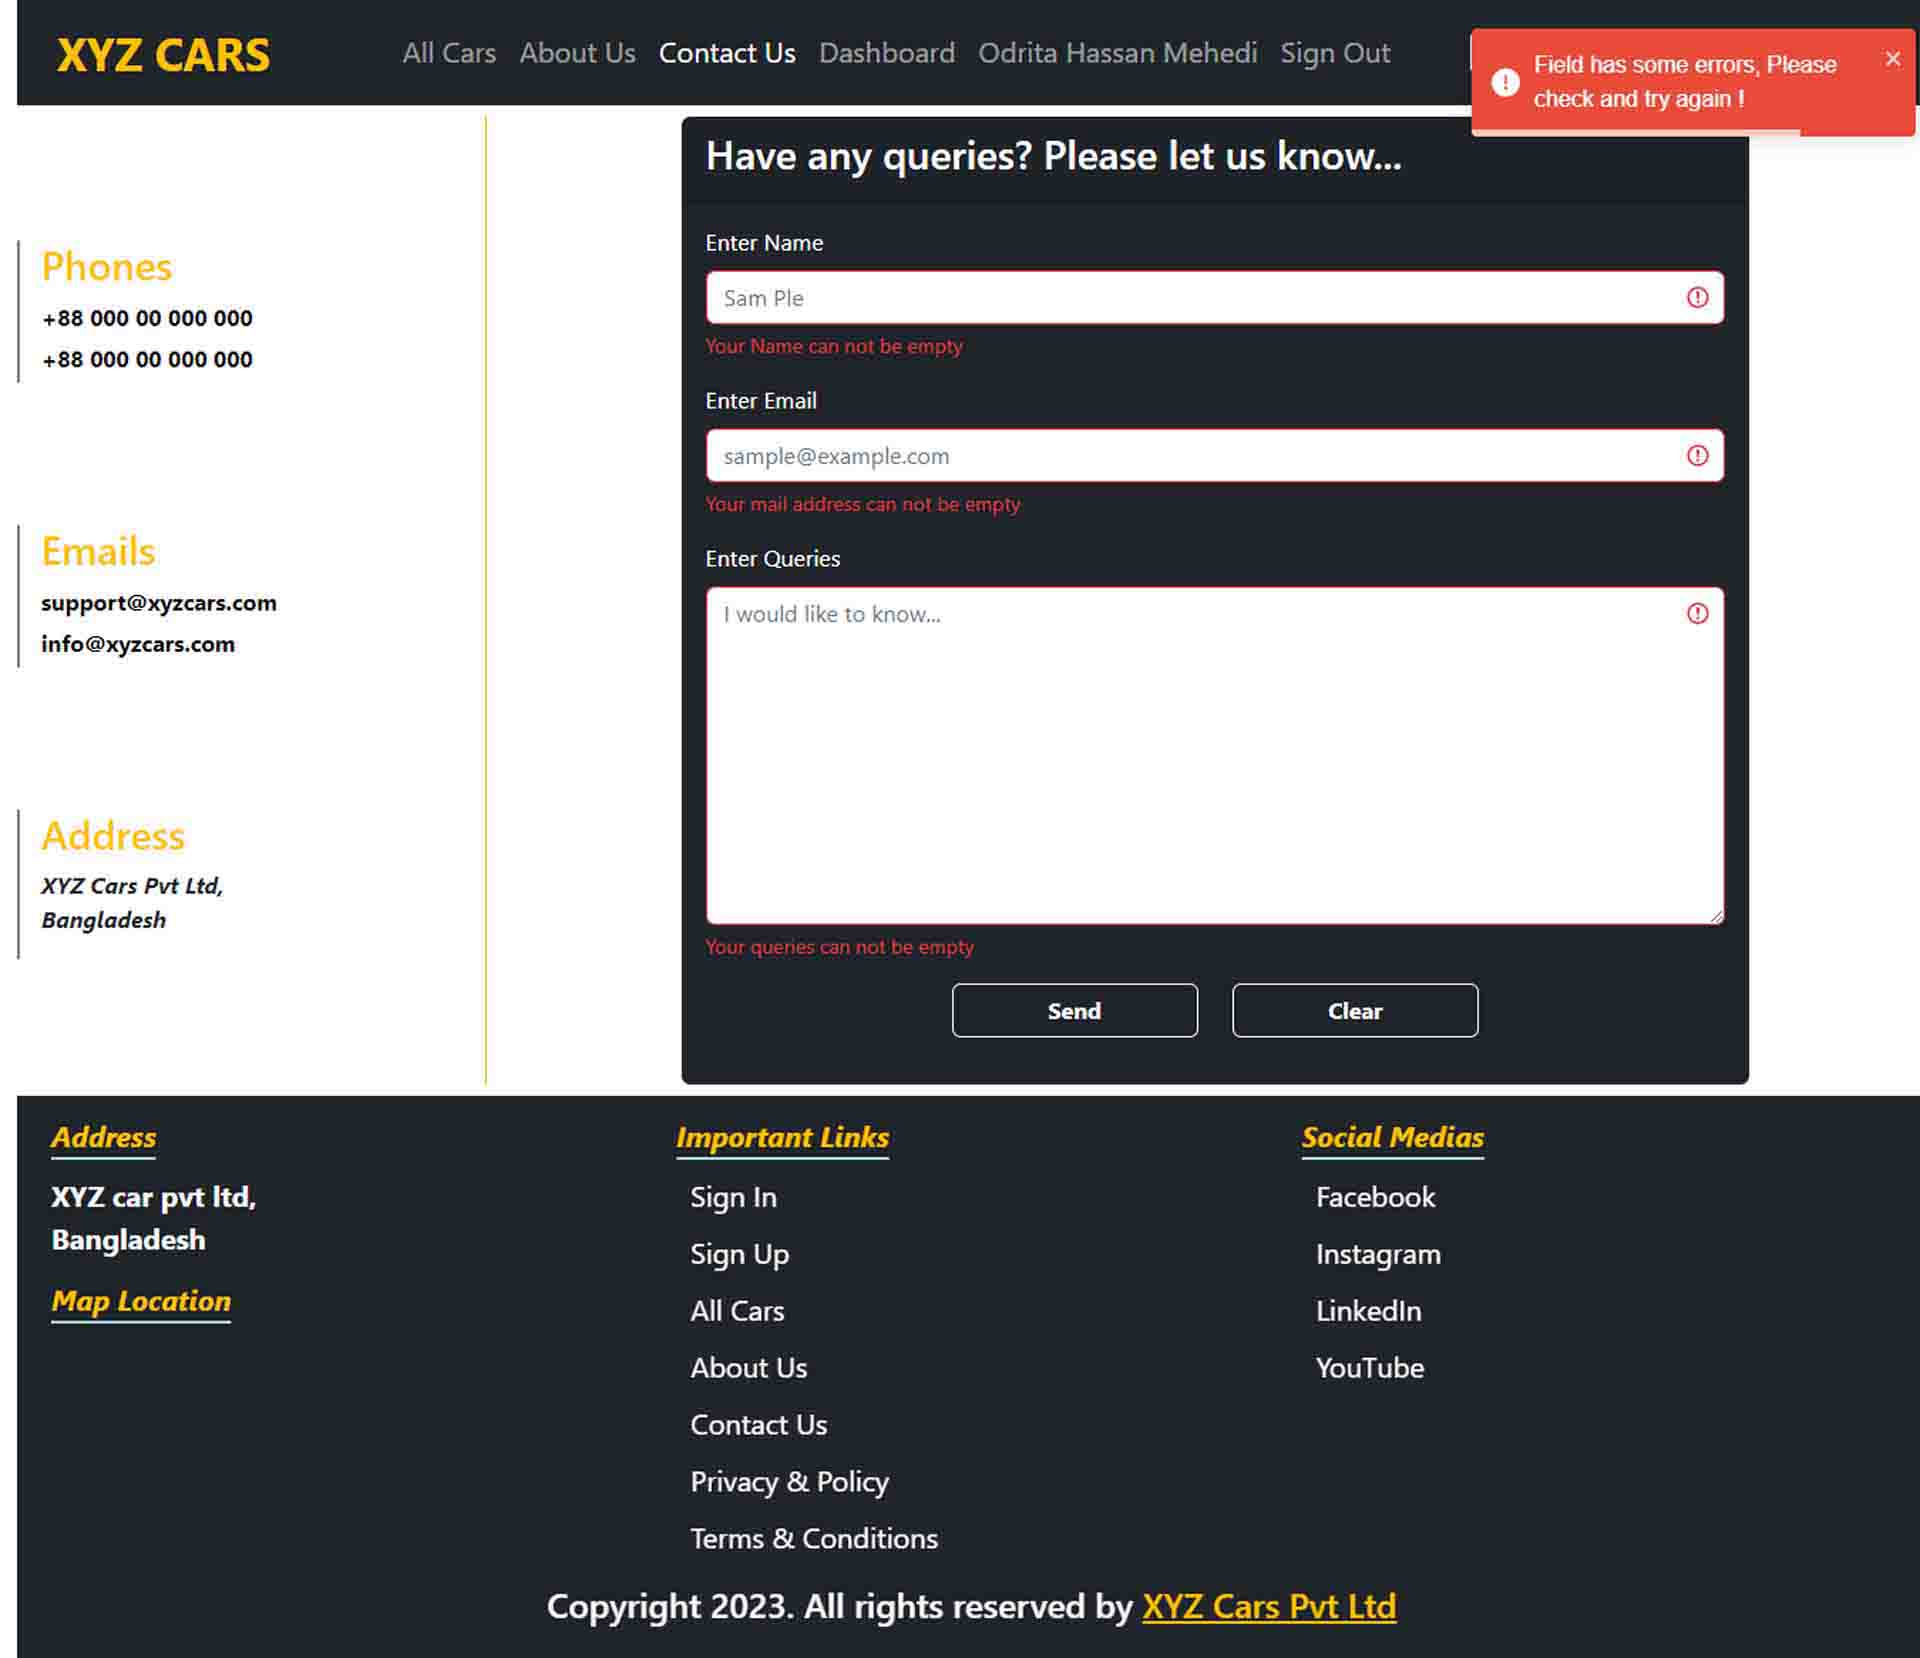 XYZ CARS
All Cars About Us Contact Us Dashboard Odrita Hassan Mehedi Sign Out
Field has some errors, Please
check and try again !
Have any queries? Please let us know...
Phones
+88 000 00 000 000
+88 000 00 000 000
Emails
support@xyzcars.com
info@xyzcars.com
Address
XYZ Cars Pvt Ltd,
Bangladesh
Enter Name
Sam Ple
Your Name can not be empty
Enter Email
sample@example.com
Your mail address can not be empty
Enter Queries
I would like to know...
Your queries can not be empty
Send
Clear
Address
XYZ car pvt ltd,
Bangladesh
Map Location
Important Links
Sign In
Sign Up
All Cars
About Us
Contact Us
Privacy & Policy
Terms & Conditions
Social Medias
Facebook
Instagram
LinkedIn
YouTube
Copyright 2023. All rights reserved by XYZ Cars Pvt Ltd